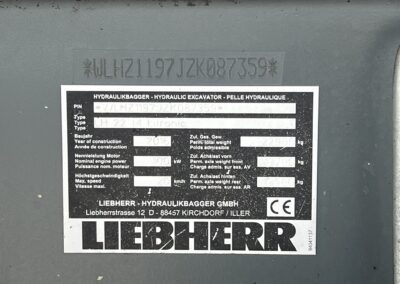 *WLHZ1197JZK087359*
HYDRAULIKBAGGER - HYDRAULIC EXCAVATOR - PELLE HYDRAULIQUE
PIN
Type
Type
Type
Baujahr
Year of construction
Année de construction
Zul. Ges. Gew.
Perm. total weight
Poids admissible
kg
Nennleistung Motor
Nominal engine power
Puissance nom. moteur
kW
Zul. Achslast vorn
Perm. axle weight front
Charge admis. sur ess. AV
kg
Höchstgeschwindigkeit
Max. speed
Vitesse maxi.
km/h
Zul. Achslast hinten
Perm. axle weight rear
Charge admis. sur ess. AR
kg
LIEBHERR - HYDRAULIKBAGGER GMBH
Liebherrstrasse 12 D - 88457 KIRCHDORF / ILLER
CE
LIEBHERR